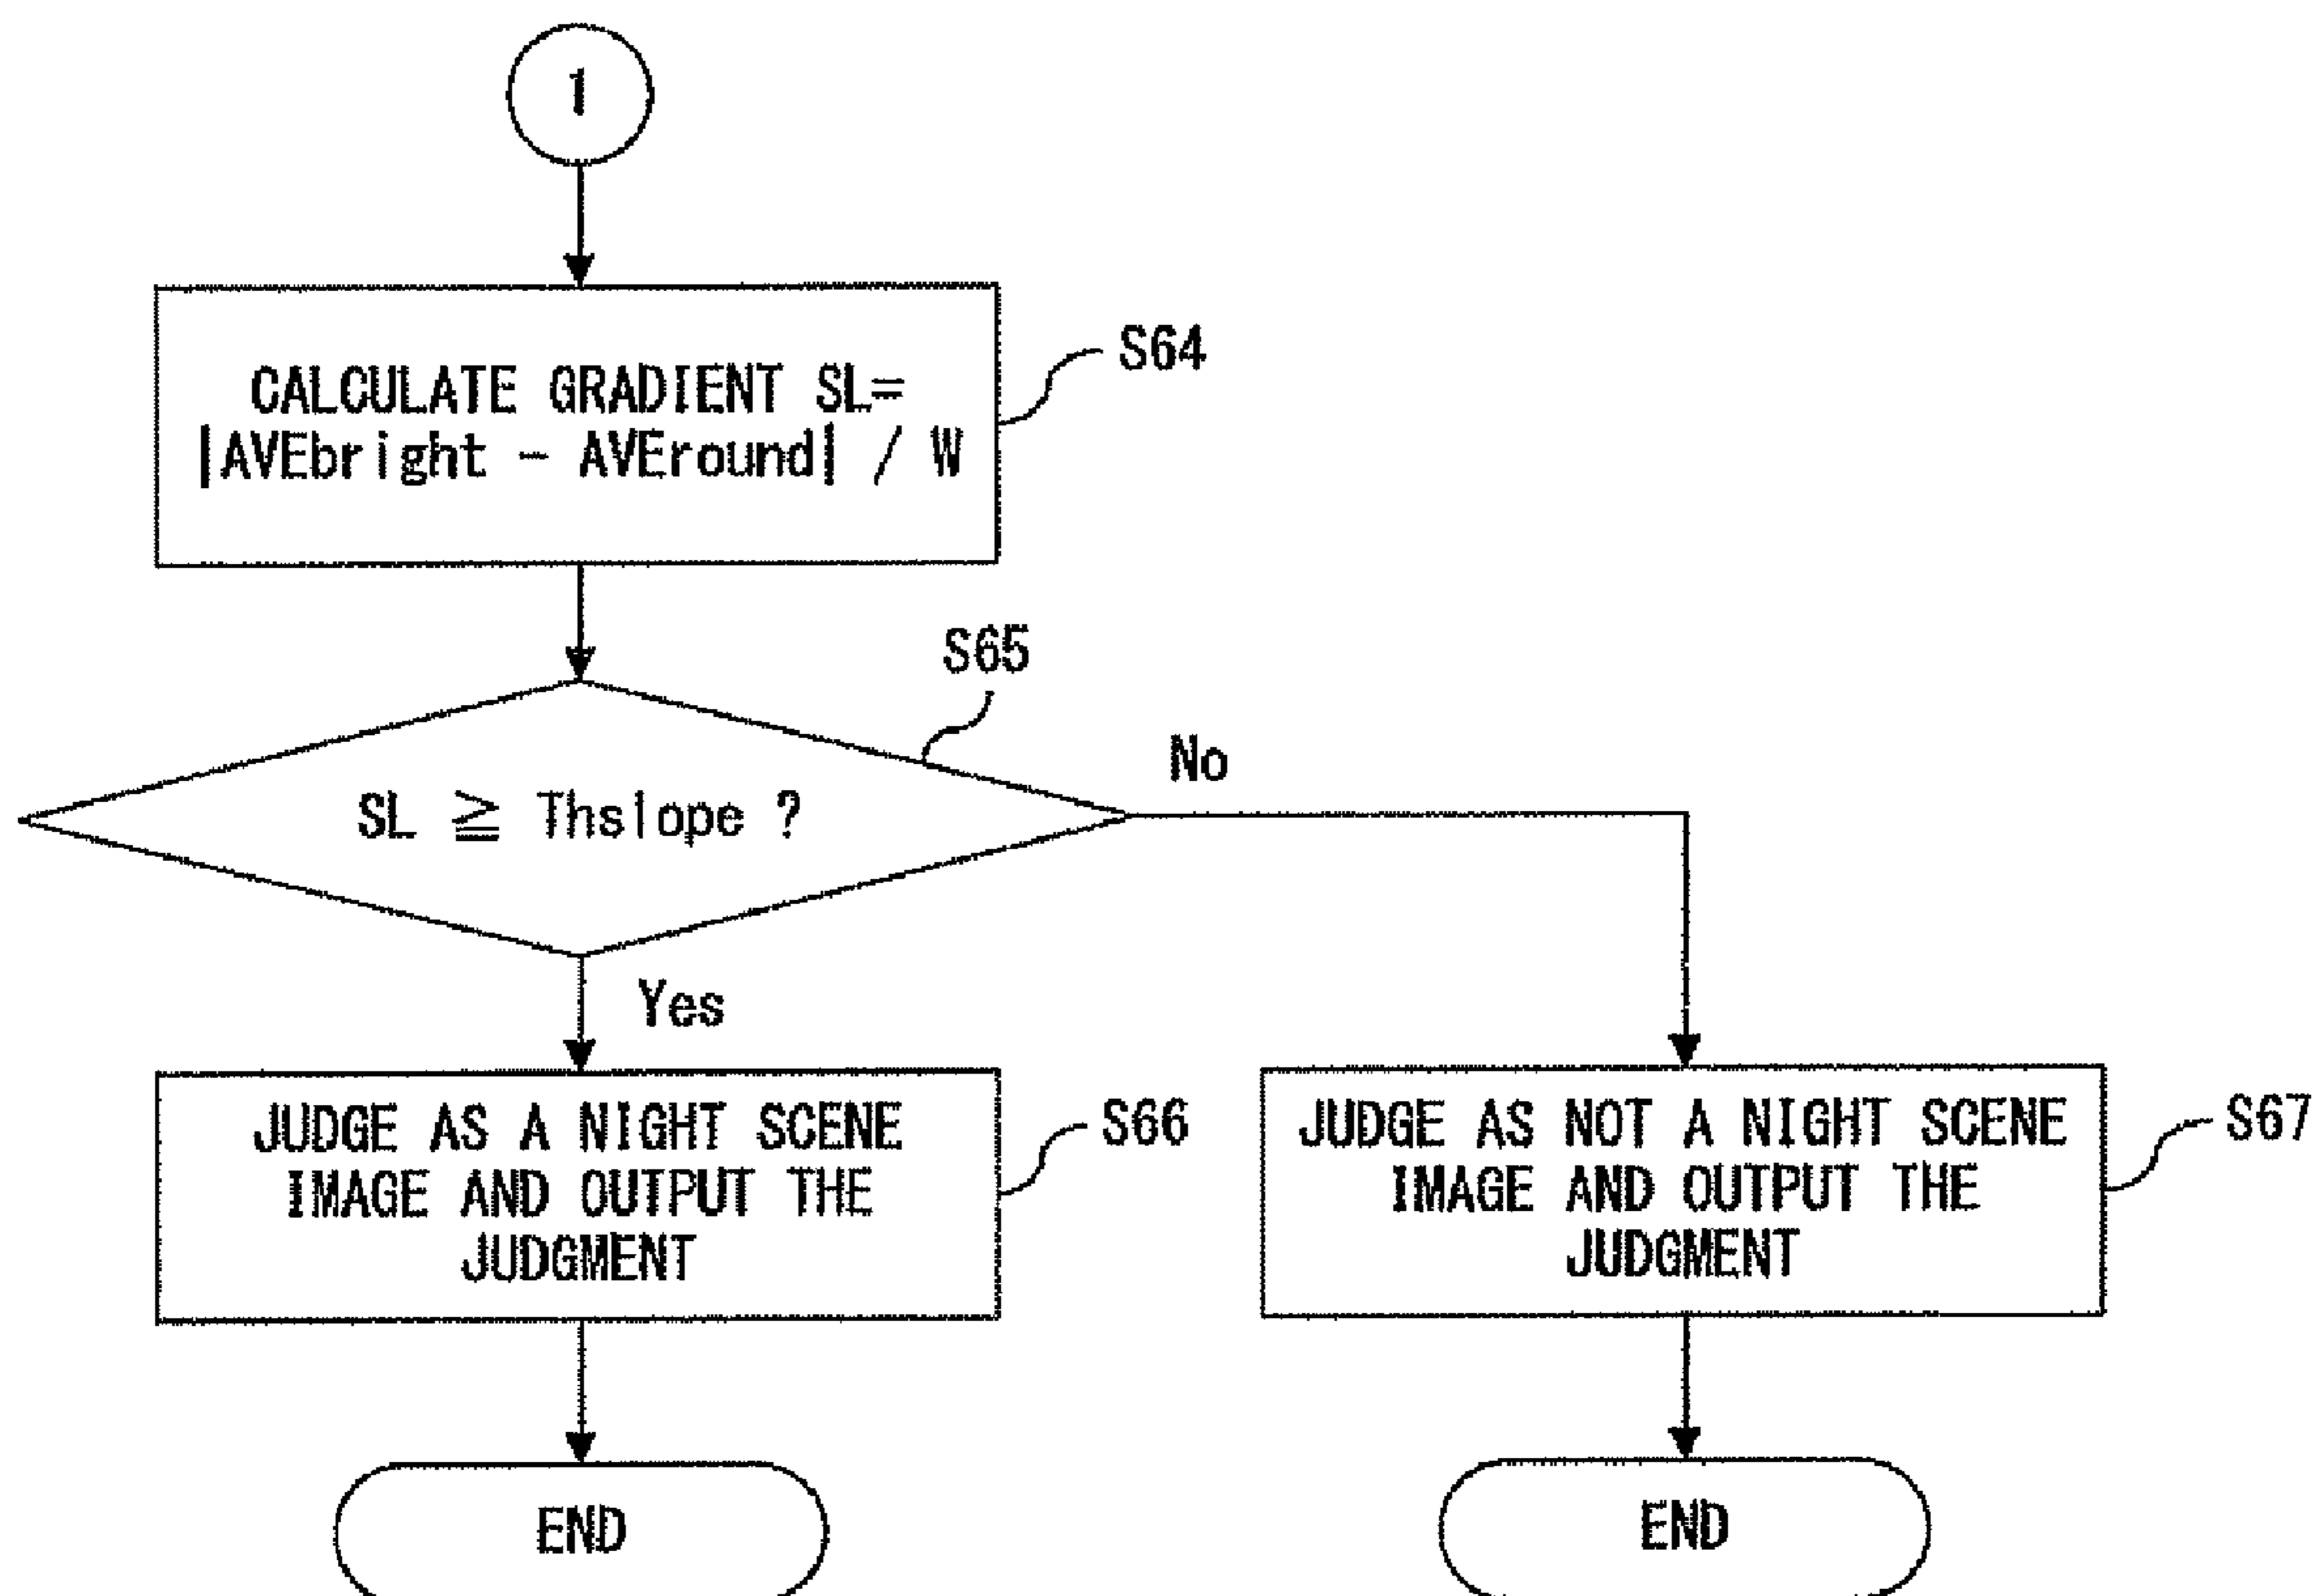 1
CALCULATE GRADIENT SL=
|AVEbright - AVEround| / W
S64
S65
SL ≧ Thslope ?
No
Yes
JUDGE AS A NIGHT SCENE
IMAGE AND OUTPUT THE
JUDGMENT
S66
JUDGE AS NOT A NIGHT SCENE
IMAGE AND OUTPUT THE
JUDGMENT
S67
END
END